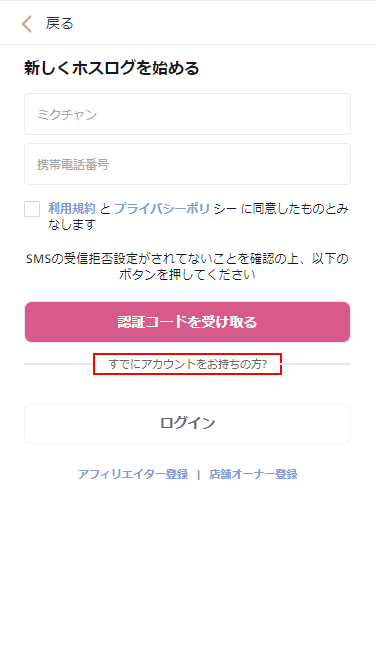 戻る
新しくホスログを始める
ミクチャン
携帯電話番号
利用規約 と プライバシーポリ シー に同意したものとみ
なします
SMSの受信拒否設定がされてないことを確認の上、以下の
ボタンを押してください
認証コードを受け取る
すでにアカウントをお持ちの方?
ログイン
アフィリエイター登録 | 店舗オーナー登録